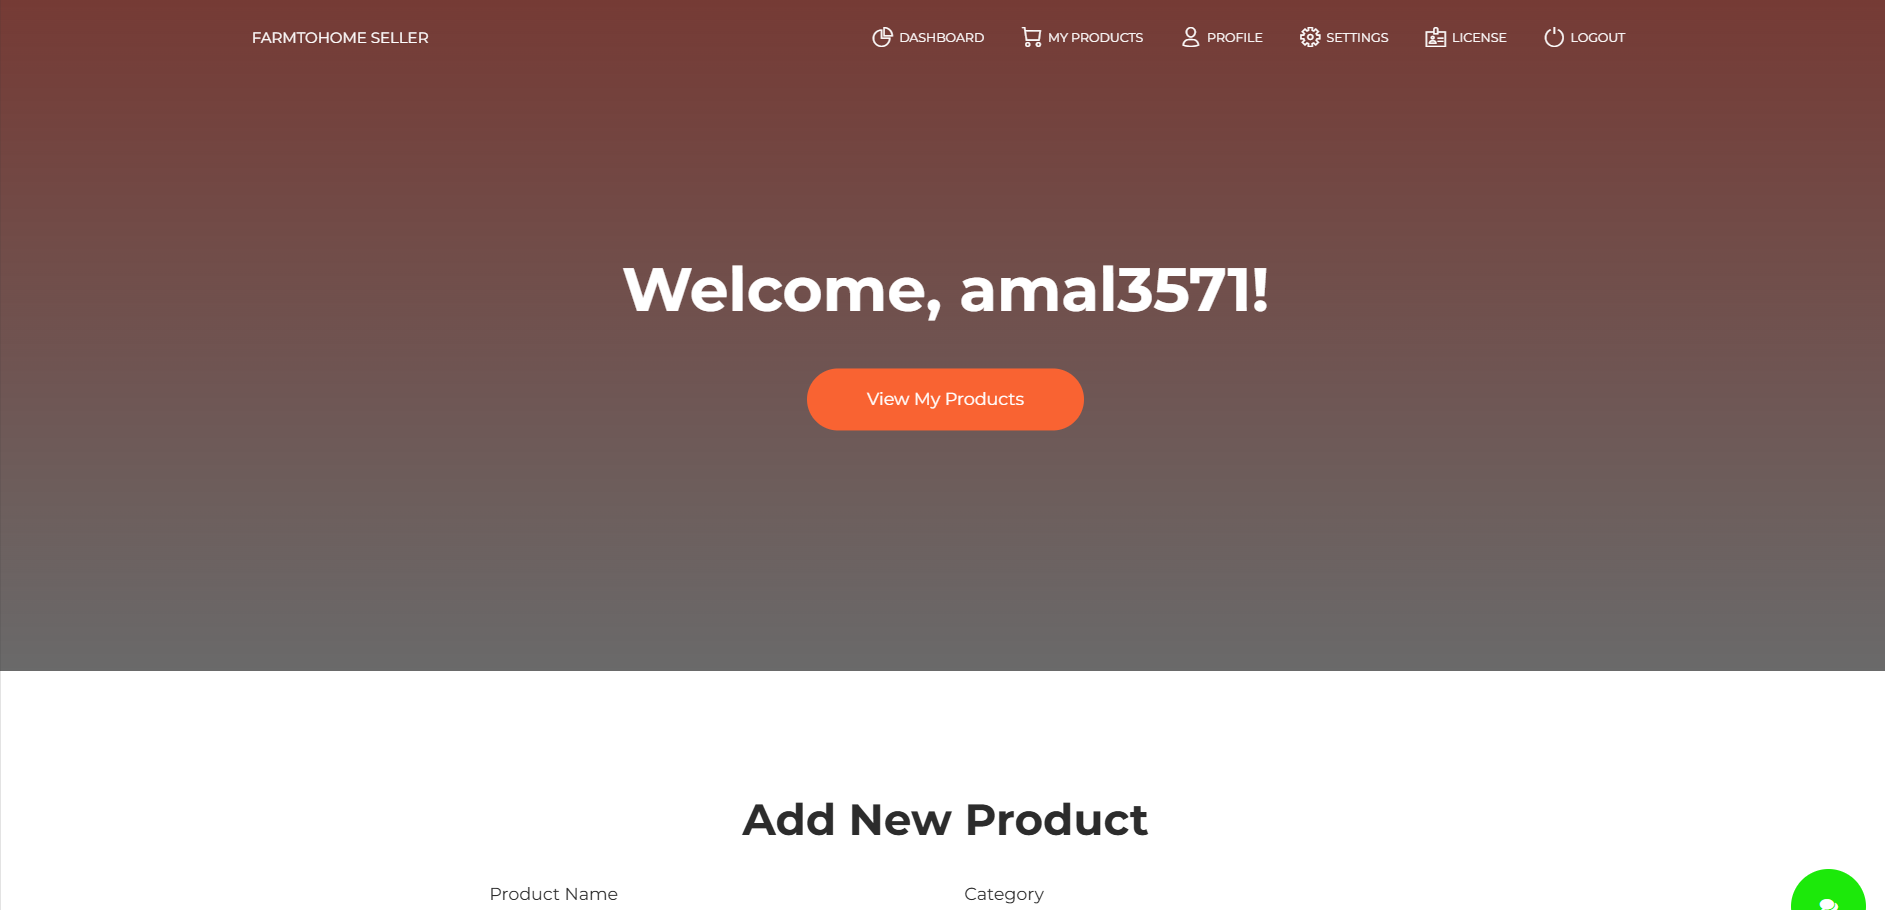 FARMTOHOME SELLER
DASHBOARD
MY PRODUCTS
PROFILE
SETTINGS
LICENSE
LOGOUT
Welcome, amal3571!
View My Products
Add New Product
Product Name
Category